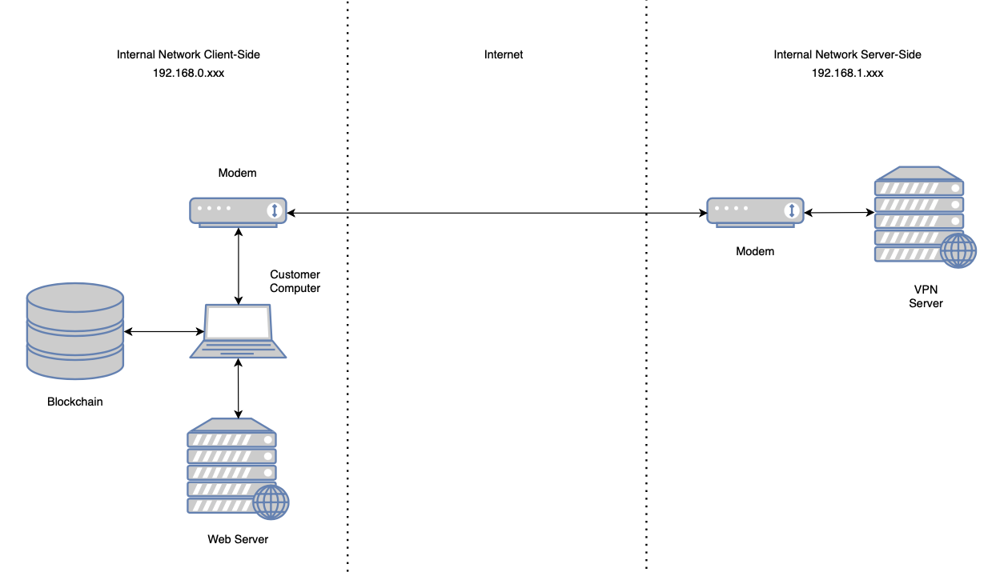 Internal Network Client-Side
192.168.0.xxx
Internet
Internal Network Server-Side
192.168.1.xxx
Modem
Modem
Customer
Computer
VPN
Server
Blockchain
Web Server